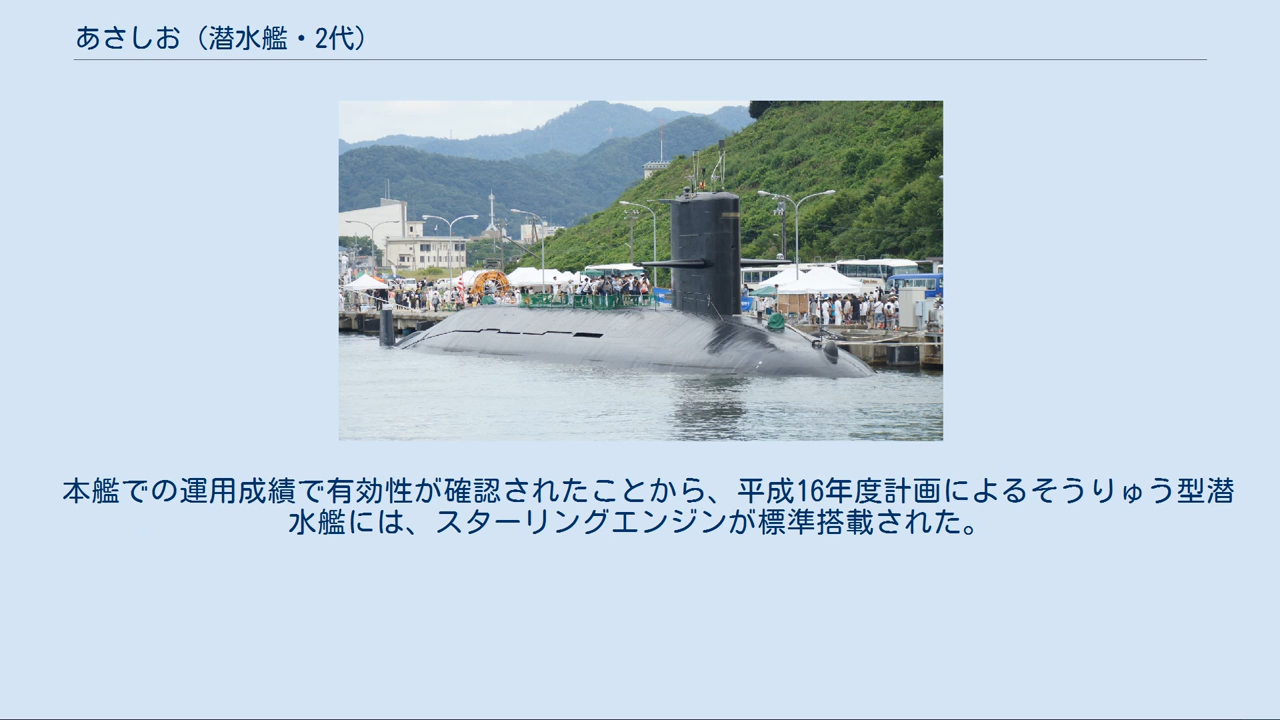 あさしお（潜水艦・2代）
本艦での運用成績で有効性が確認されたことから、平成16年度計画によるそうりゅう型潜
水艦には、スターリングエンジンが標準搭載された。